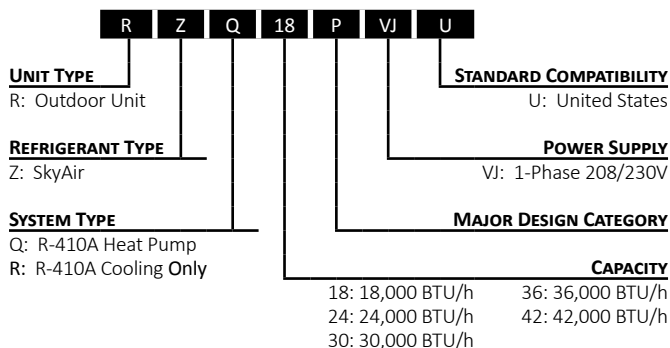 R Z Q 18 P VJ U
UNIT TYPE
R: Outdoor Unit
REFRIGERANT TYPE
Z: SkyAir
SYSTEM TYPE
Q: R-410A Heat Pump
R: R-410A Cooling Only
STANDARD COMPATIBILITY
U: United States
POWER SUPPLY
VJ: 1-Phase 208/230V
MAJOR DESIGN CATEGORY
CAPACITY
18: 18,000 BTU/h 36: 36,000 BTU/h
24: 24,000 BTU/h 42: 42,000 BTU/h
30: 30,000 BTU/h